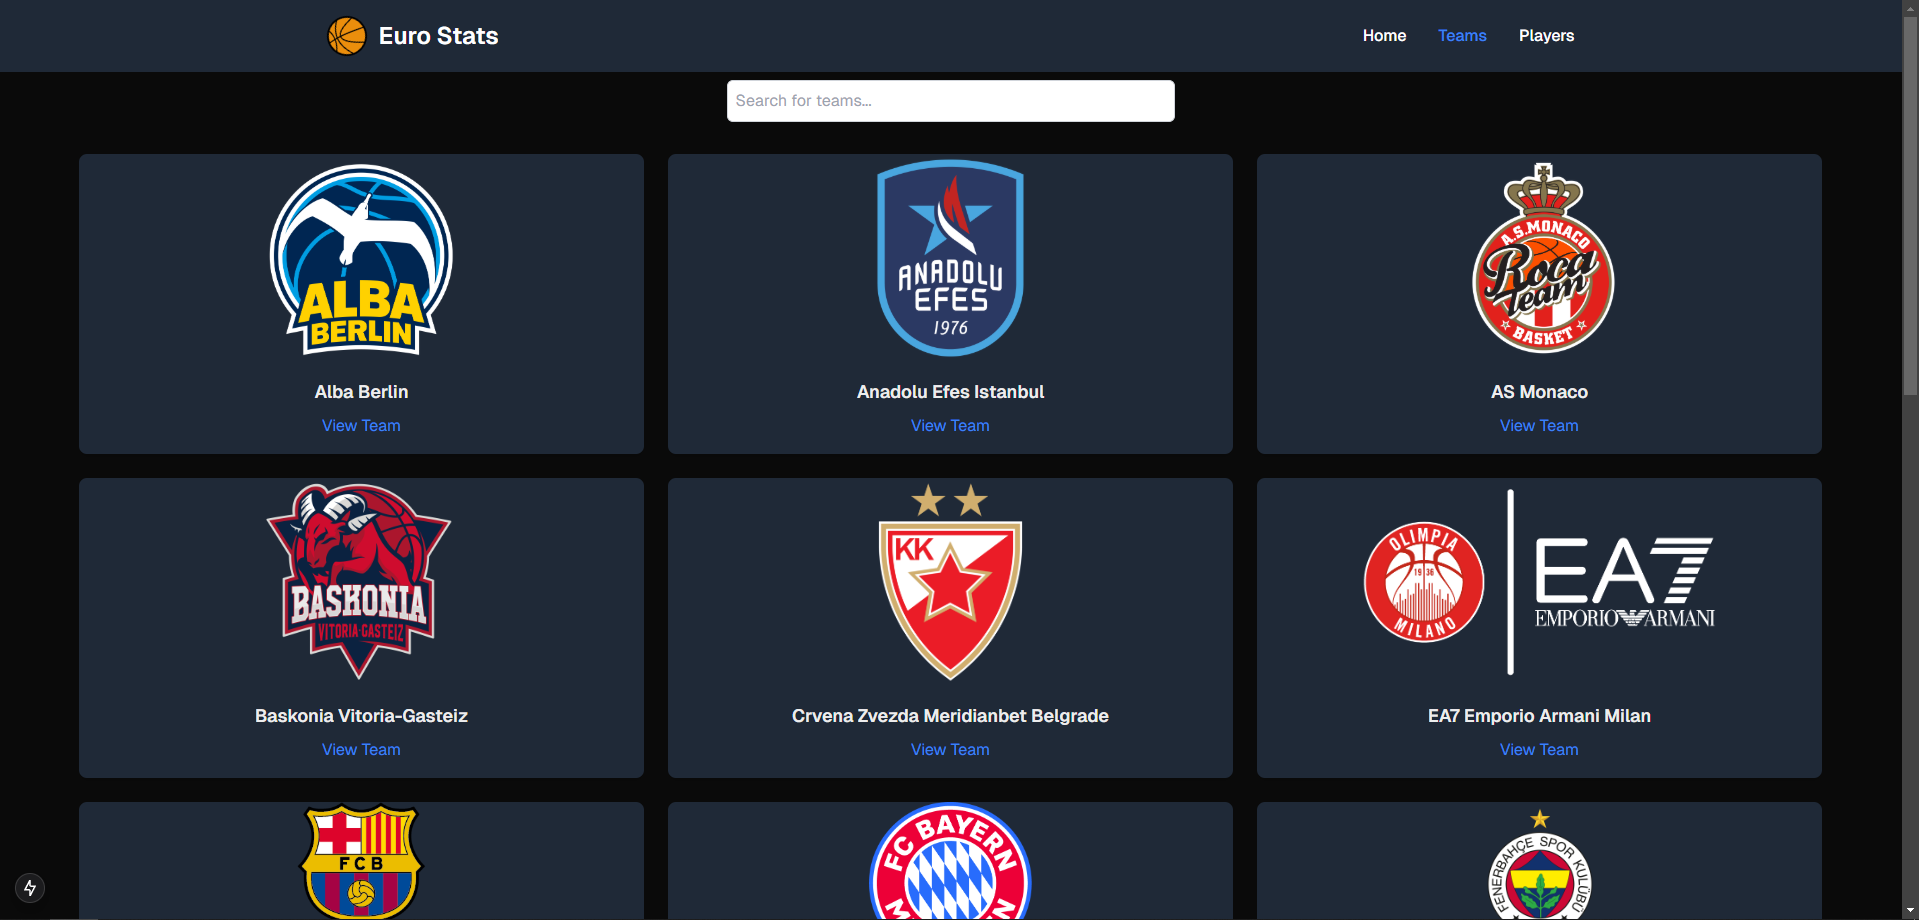 Euro Stats
Home
Teams
Players
Search for teams...
ALBA
BERLIN
ANADOLU
EFES
1976
A.S.MONACO
Roca
Team
BASKET
Alba Berlin
Anadolu Efes Istanbul
AS Monaco
View Team
View Team
View Team
BASKONIA
VITORIA-GASTEIZ
KK
OLIMPIA
19 36
MILANO
EA7
EMPORIO ARMANI
Baskonia Vitoria-Gasteiz
Crvena Zvezda Meridianbet Belgrade
EA7 Emporio Armani Milan
View Team
View Team
View Team
FCB
FC BAYERN
FENERBAHÇE SPOR KULÜBÜ